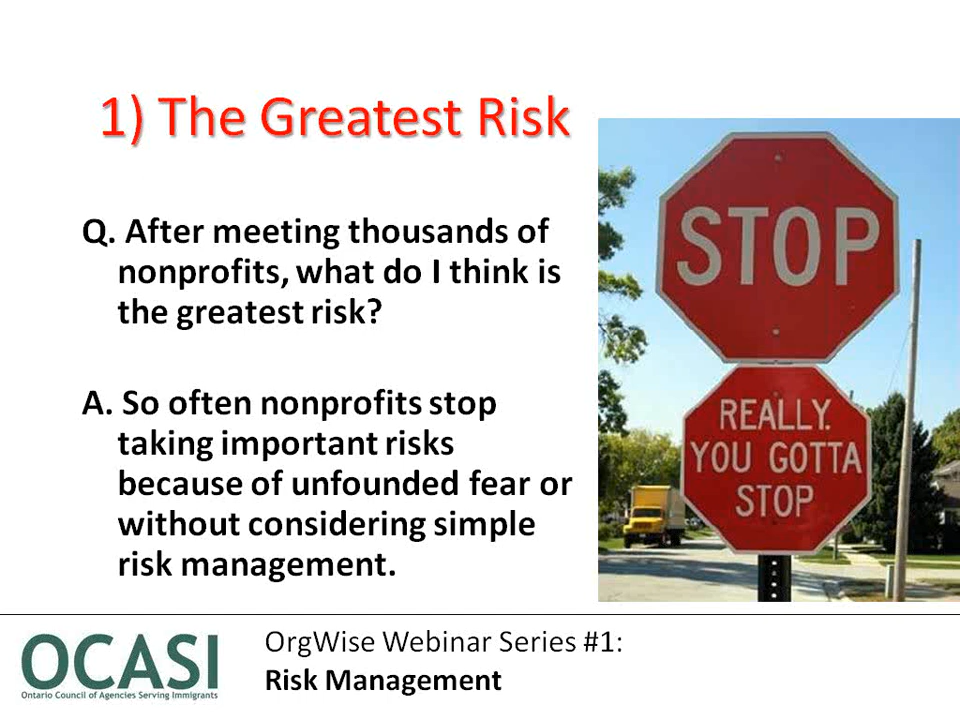 1) The Greatest Risk
Q. After meeting thousands of
nonprofits, what do I think is
the greatest risk?
A. So often nonprofits stop
taking important risks
because of unfounded fear or
without considering simple
risk management.
STOP
REALLY.
YOU GOTTA
STOP
OCASI
Ontario Council of Agencies Serving Immigrants
OrgWise Webinar Series #1:
Risk Management